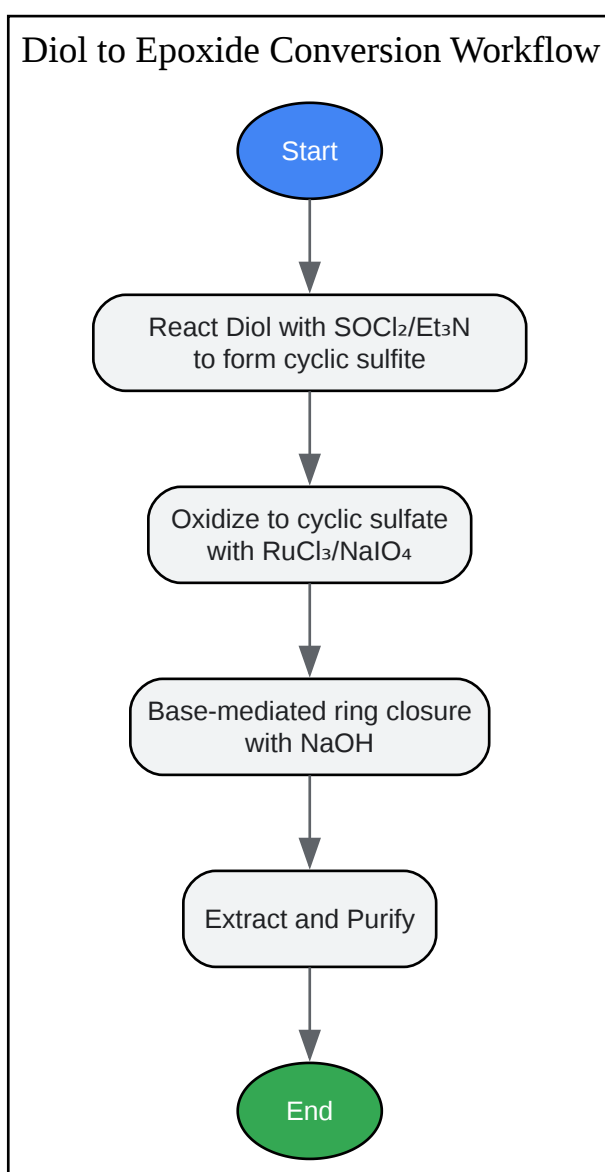 Diol to Epoxide Conversion Workflow
Start
React Diol with SOCl₂/Et₃N
to form cyclic sulfite
Oxidize to cyclic sulfate
with RuCl₃/NaIO₄
Base-mediated ring closure
with NaOH
Extract and Purify
End